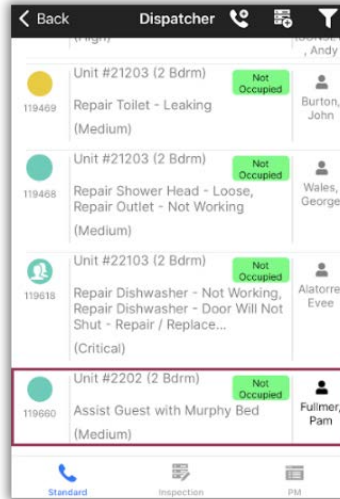 Back
Dispatcher
(High)
, Andy
Unit #21203 (2 Bdrm)
Not
Occupied
119469
Repair Toilet - Leaking
(Medium)
Burton,
John
Unit #21203 (2 Bdrm)
Not
Occupied
119468
Repair Shower Head - Loose,
Repair Outlet - Not Working
(Medium)
Wales,
George
Unit #22103 (2 Bdrm)
Not
Occupied
119618
Repair Dishwasher - Not Working,
Repair Dishwasher - Door Will Not
Shut - Repair / Replace...
(Critical)
Alatorre
Evee
Unit #2202 (2 Bdrm)
Not
Occupied
119660
Assist Guest with Murphy Bed
(Medium)
Fullmer,
Pam
Standard
Inspection
PM